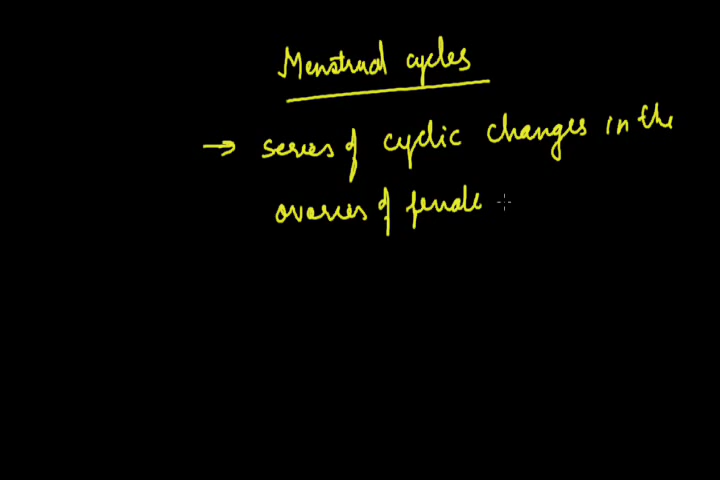 Menstrual cycles
→ series of cyclic changes in the
ovaries of female